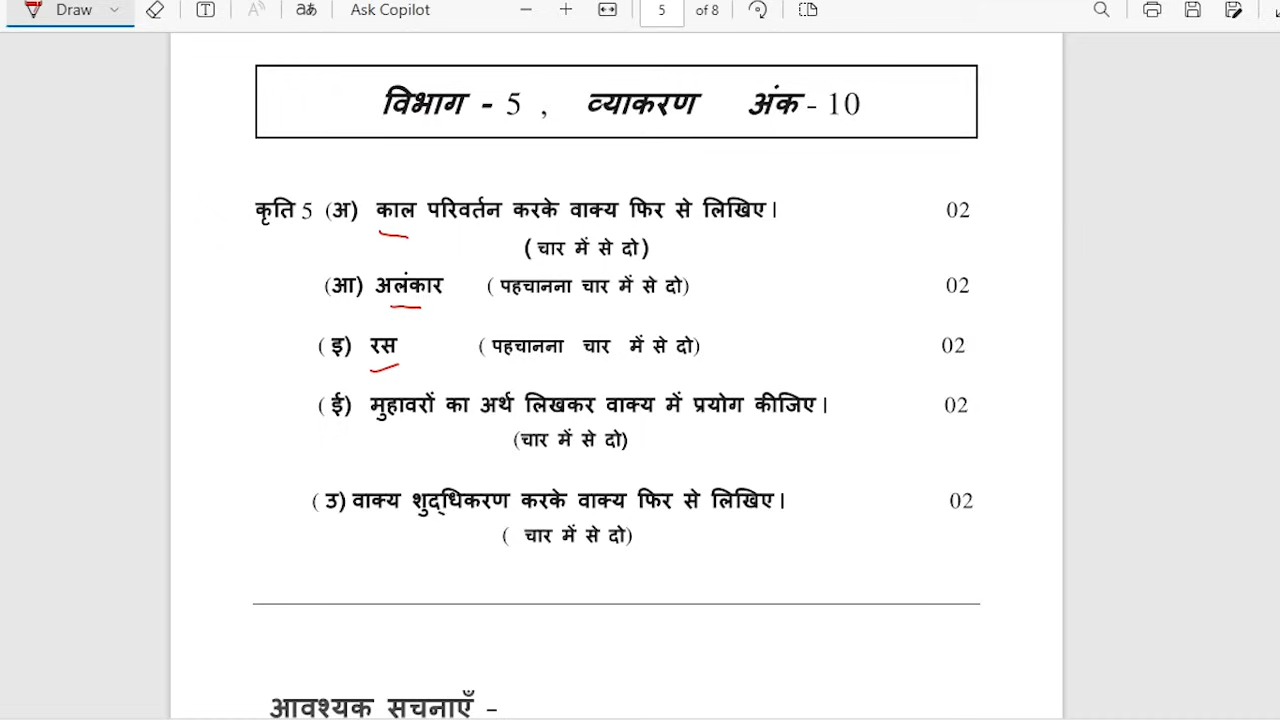 Draw
Ask Copilot
5 of 8
विभाग - 5 , व्याकरण अंक - 10
कृति 5 (अ) काल परिवर्तन करके वाक्य फिर से लिखिए। 02
(चार में से दो)
(आ) अलंकार ( पहचानना चार में से दो) 02
( इ) रस ( पहचानना चार में से दो) 02
( ई) मुहावरों का अर्थ लिखकर वाक्य में प्रयोग कीजिए। 02
(चार में से दो)
( उ) वाक्य शुद्धिकरण करके वाक्य फिर से लिखिए। 02
( चार में से दो)
आवश्यक सूचनाएँ -